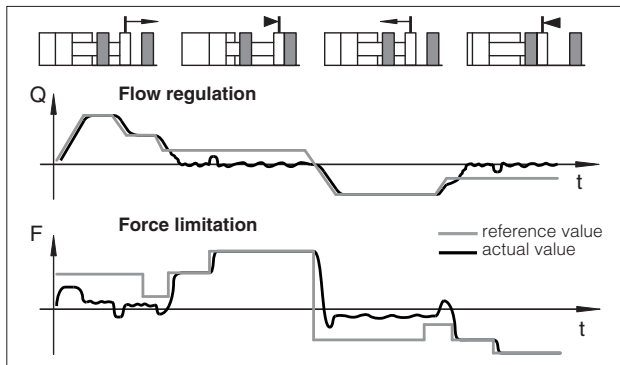 Q
Flow regulation
t
F
Force limitation
reference value
actual value
t